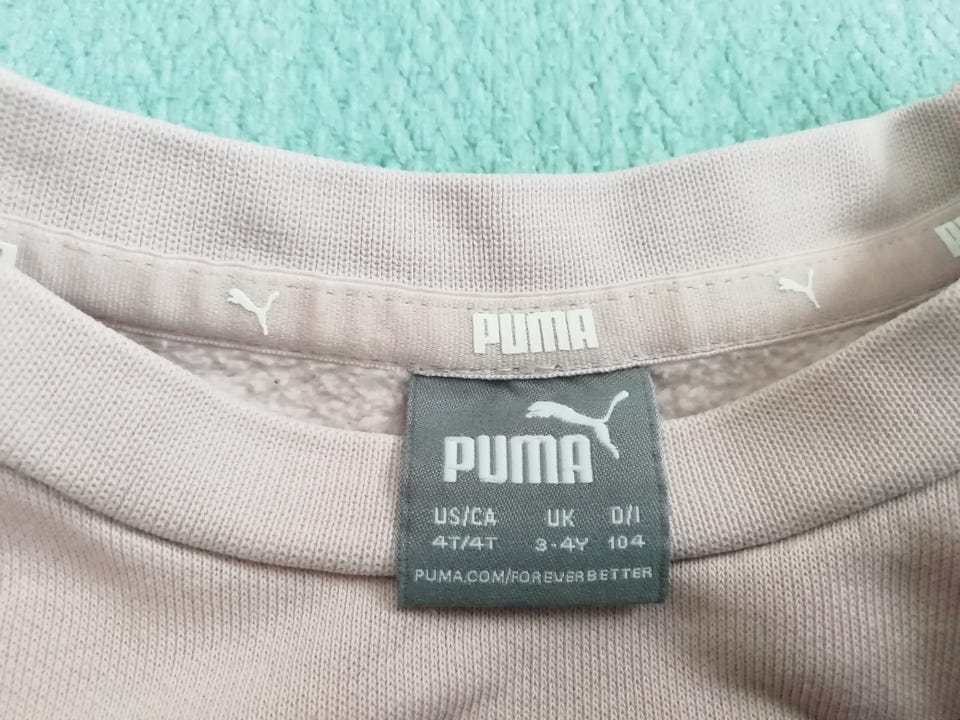 PUMA
PUMA
US/CA UK D/I
4T/4T 3-4Y 104
PUMA.COM/FOREVERBETTER